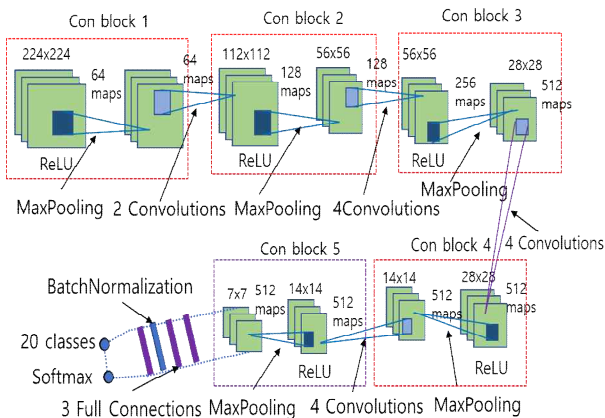 Con block 1
Con block 2
Con block 3
224x224
64
maps
64
maps
112x112
128
maps
56x56
128
maps
56x56
256
maps
28x28
512
maps
ReLU
ReLU
ReLU
MaxPooling
2 Convolutions
MaxPooling
4Convolutions
MaxPooling
4 Convolutions
Con block 5
Con block 4
BatchNormalization
7x7
512
maps
14x14
512
maps
14x14
512
maps
28x28
20 classes
Softmax
ReLU
ReLU
3 Full Connections
MaxPooling
4 Convolutions
MaxPooling